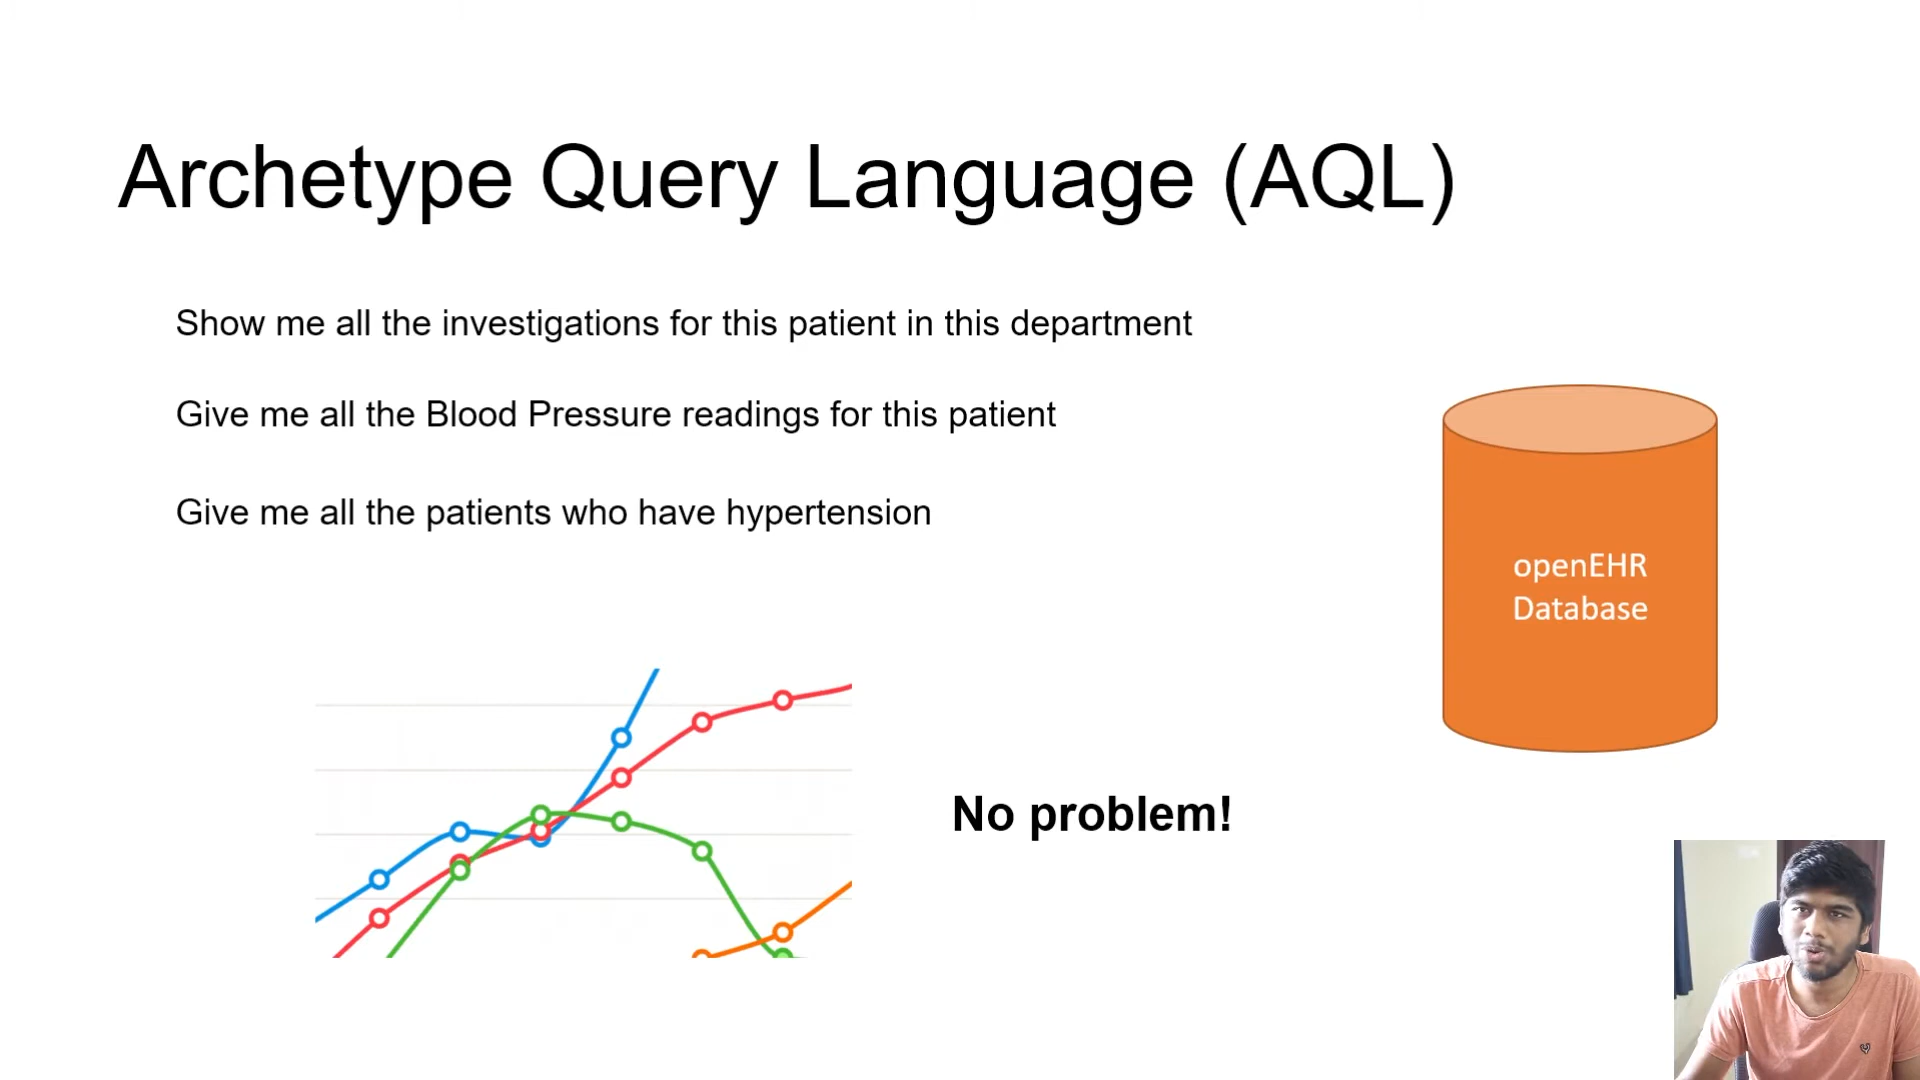 Archetype Query Language (AQL)
Show me all the investigations for this patient in this department
Give me all the Blood Pressure readings for this patient
Give me all the patients who have hypertension
openEHR
Database
No problem!